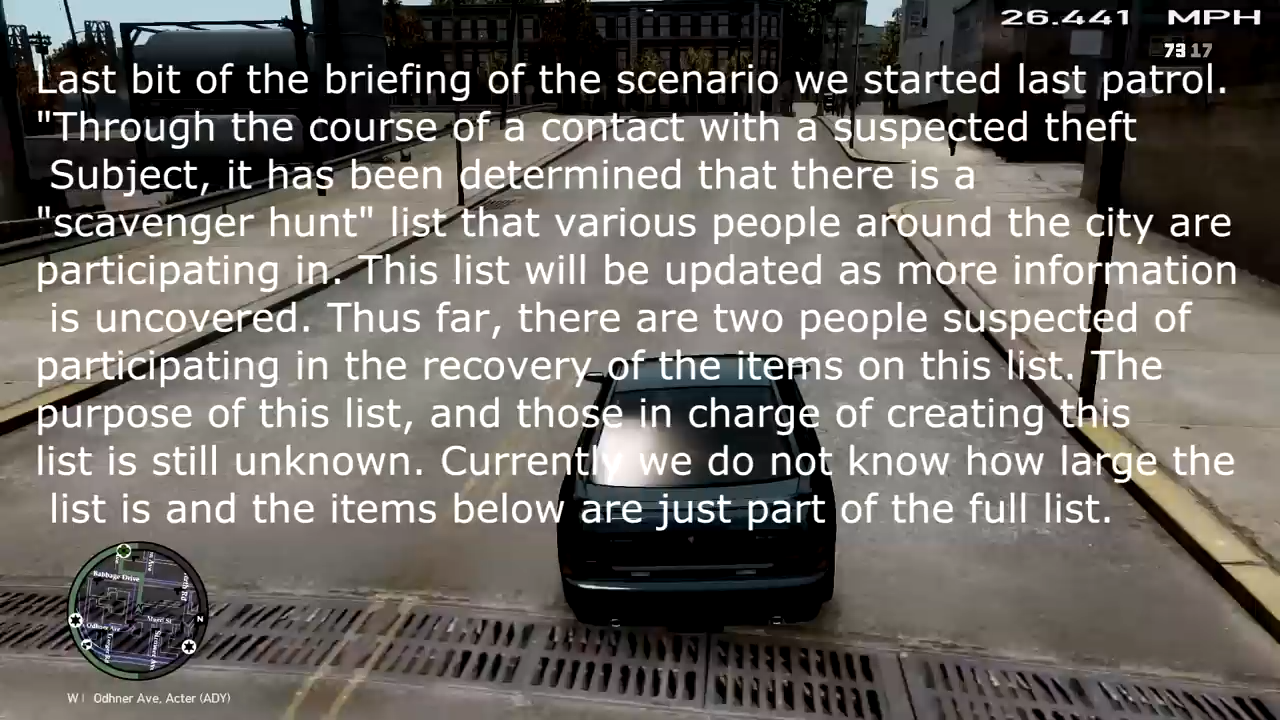 26.441 MPH
73 17
Last bit of the briefing of the scenario we started last patrol.
"Through the course of a contact with a suspected theft
Subject, it has been determined that there is a
"scavenger hunt" list that various people around the city are
participating in. This list will be updated as more information
is uncovered. Thus far, there are two people suspected of
participating in the recovery of the items on this list. The
purpose of this list, and those in charge of creating this
list is still unknown. Currently we do not know how large the
list is and the items below are just part of the full list.
Babbage Drive
N
W | Odhner Ave, Acter (ADY)